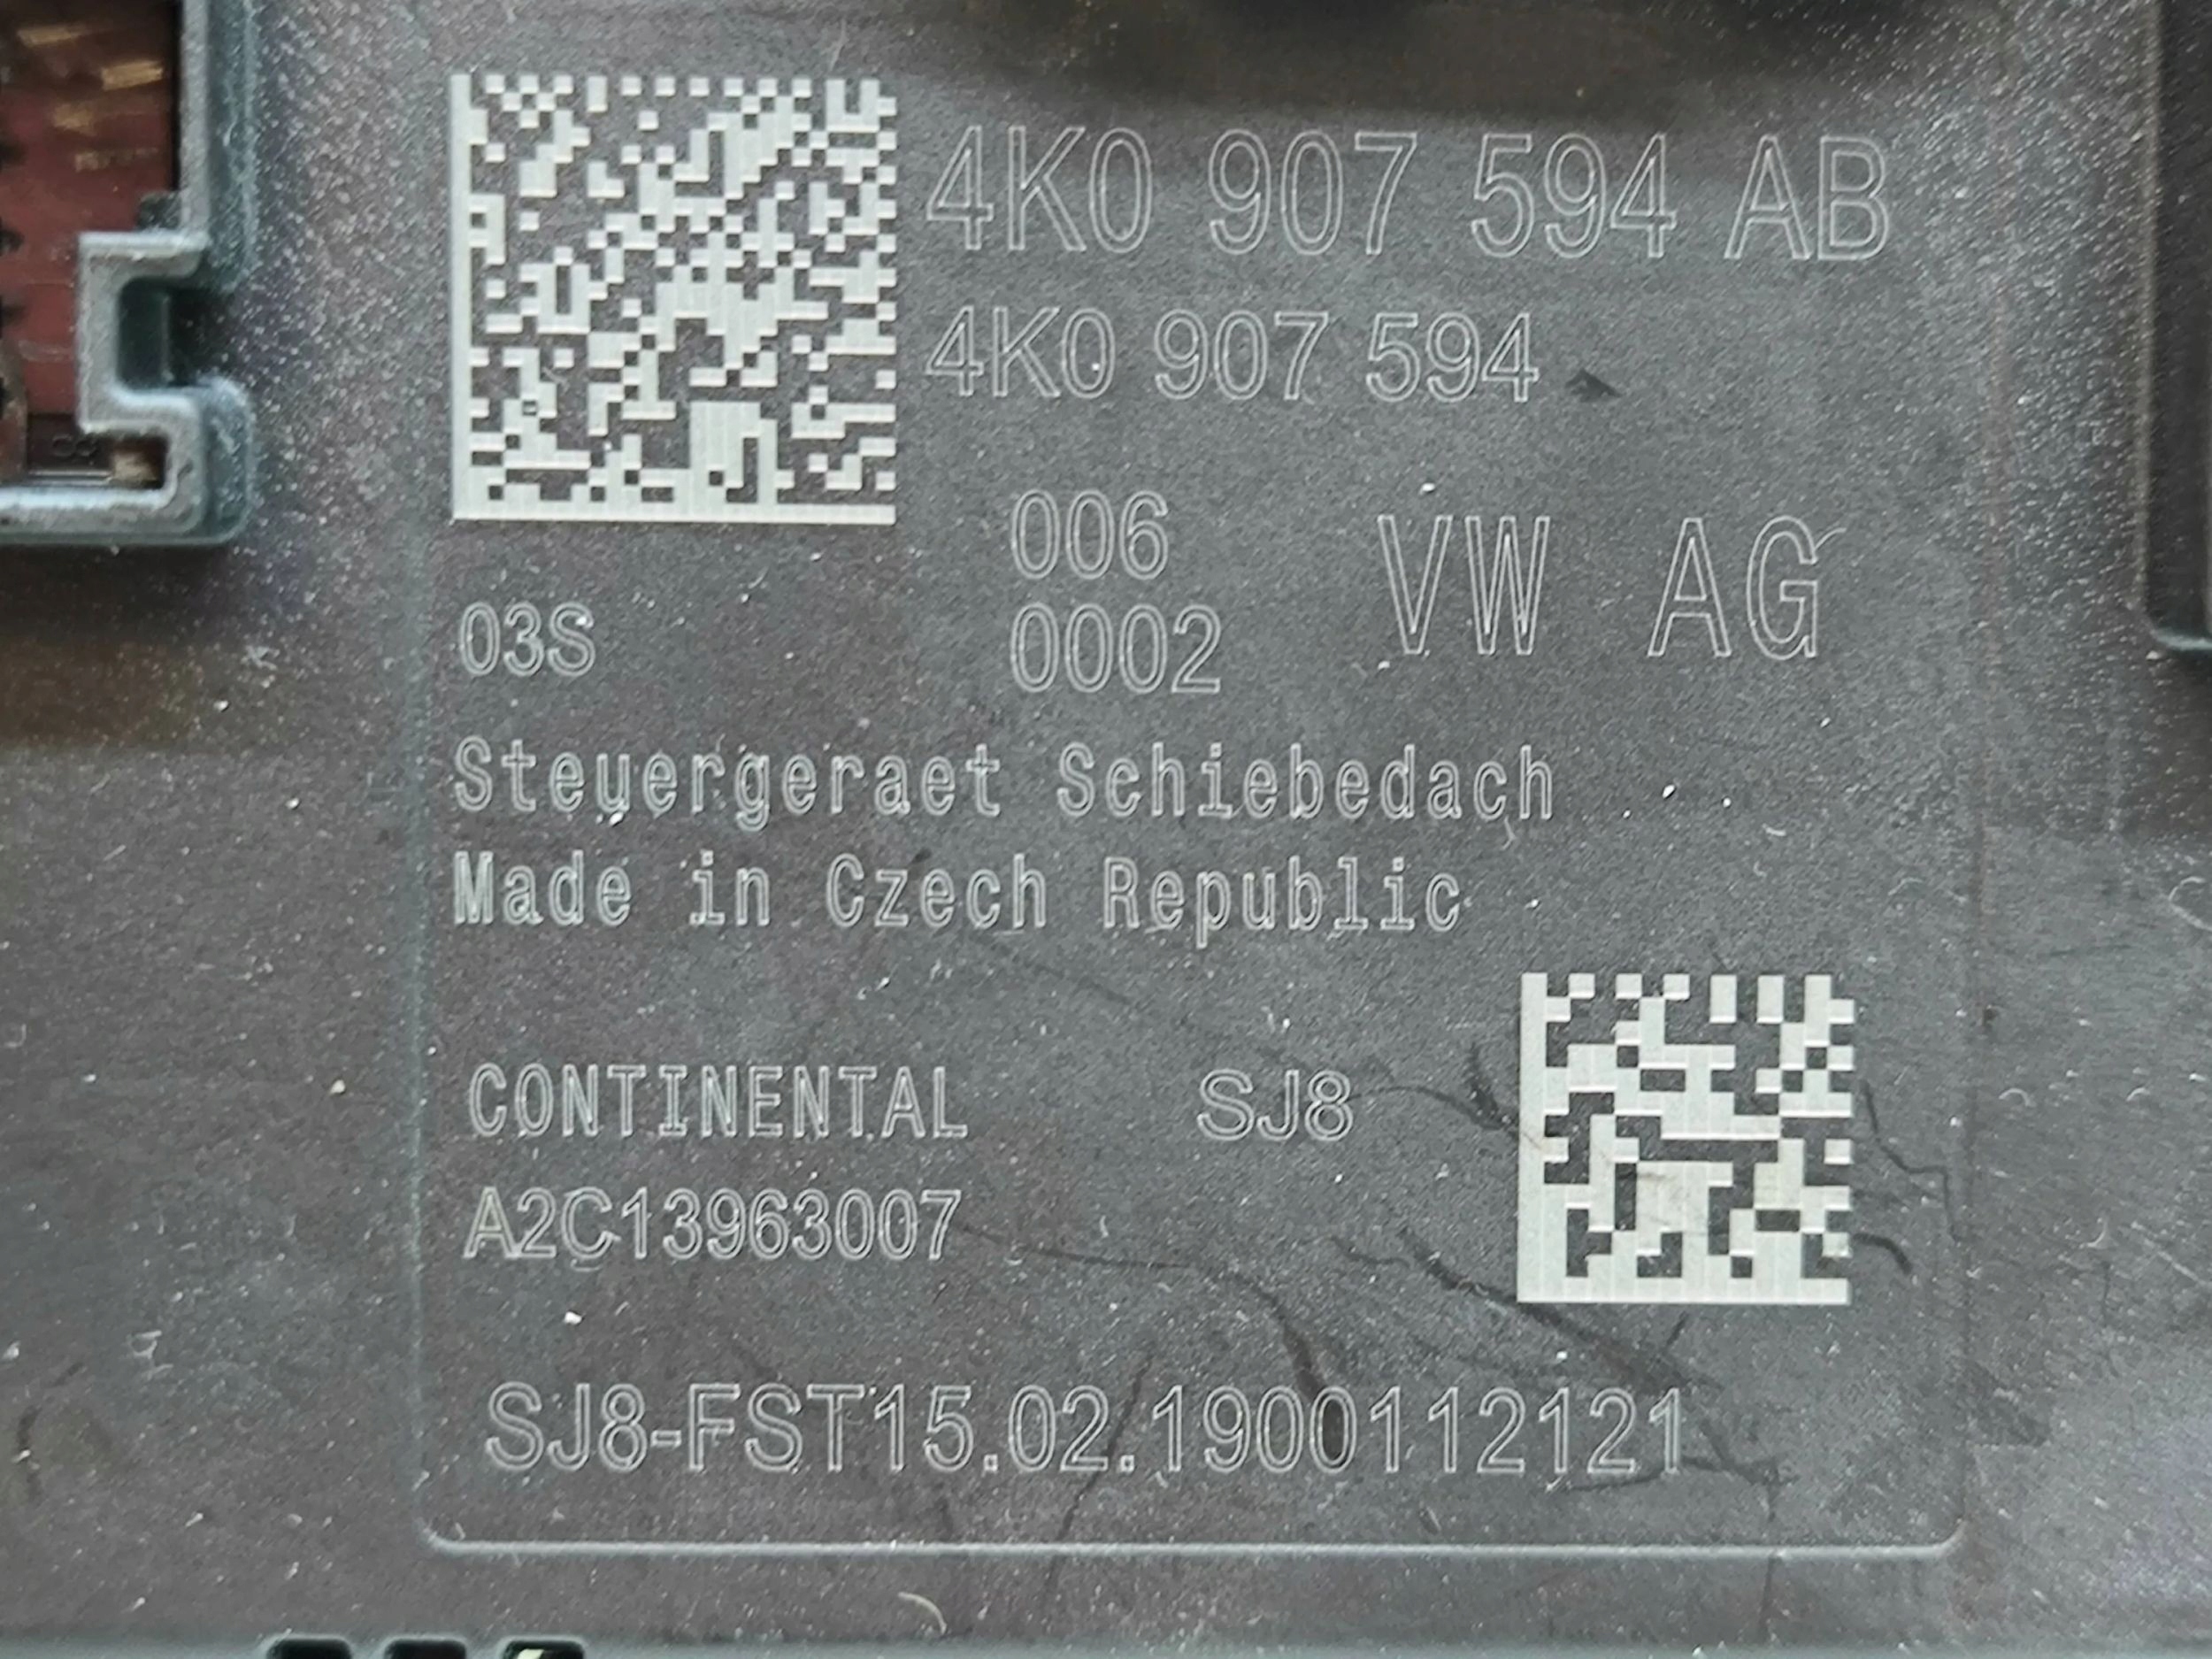 4K0 907 594 AB
4K0 907 594
006
03S 0002 VW AG
Steuergeraet Schiebedach
Made in Czech Republic
CONTINENTAL SJ8
A2C13963007
SJ8-FST15.02.1900112121